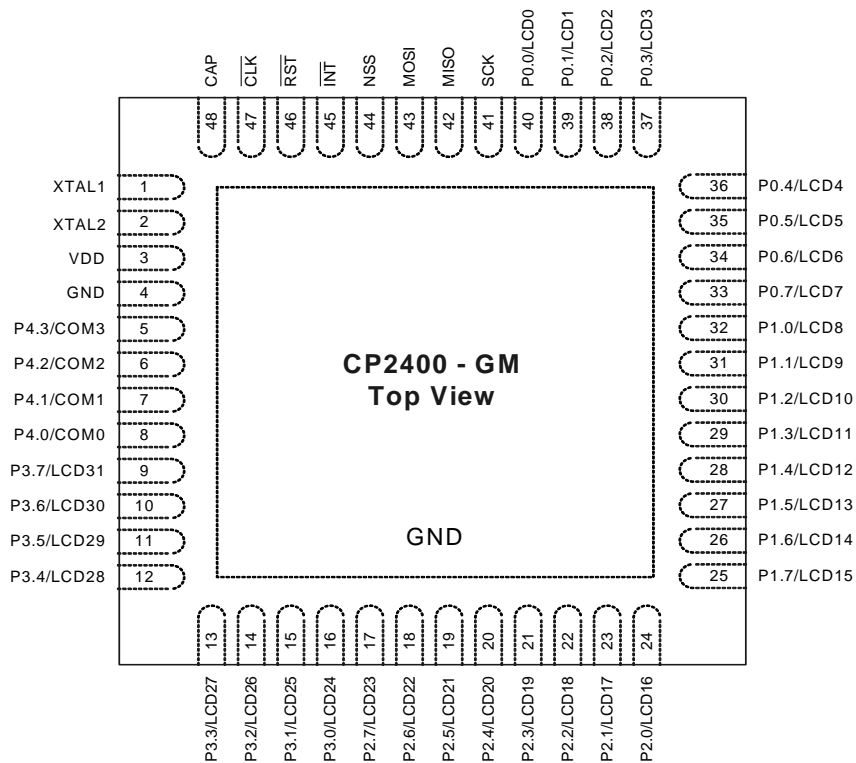 CAP
CLK
RST
INT
NSS
MOSI
MISO
SCK
P0.0/LCD0
P0.1/LCD1
P0.2/LCD2
P0.3/LCD3
48
47
46
45
44
43
42
41
40
39
38
37
XTAL1 1
XTAL2 2
VDD 3
GND 4
P4.3/COM3 5
P4.2/COM2 6
P4.1/COM1 7
P4.0/COM0 8
P3.7/LCD31 9
P3.6/LCD30 10
P3.5/LCD29 11
P3.4/LCD28 12
CP2400 - GM
Top View
GND
36 P0.4/LCD4
35 P0.5/LCD5
34 P0.6/LCD6
33 P0.7/LCD7
32 P1.0/LCD8
31 P1.1/LCD9
30 P1.2/LCD10
29 P1.3/LCD11
28 P1.4/LCD12
27 P1.5/LCD13
26 P1.6/LCD14
25 P1.7/LCD15
13
14
15
16
17
18
19
20
21
22
23
24
P3.3/LCD27
P3.2/LCD26
P3.1/LCD25
P3.0/LCD24
P2.7/LCD23
P2.6/LCD22
P2.5/LCD21
P2.4/LCD20
P2.3/LCD19
P2.2/LCD18
P2.1/LCD17
P2.0/LCD16